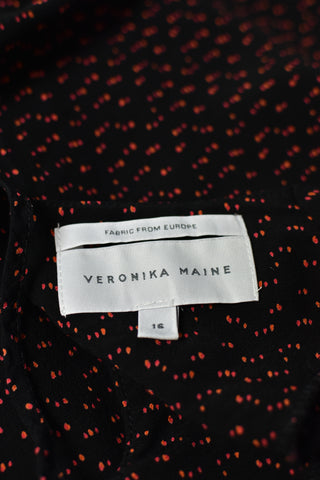 FABRIC FROM EUROPE
VERONIKA MAINE
16